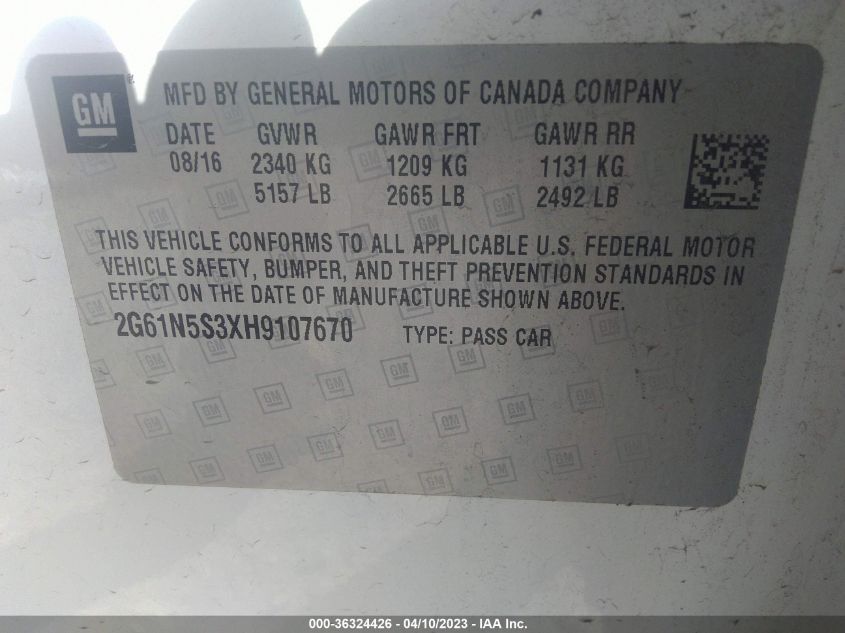 GM
MFD BY GENERAL MOTORS OF CANADA COMPANY
DATE GVWR GAWR FRT GAWR RR
08/16 2340 KG 1209 KG 1131 KG
5157 LB 2665 LB 2492 LB
THIS VEHICLE CONFORMS TO ALL APPLICABLE U.S. FEDERAL MOTOR
VEHICLE SAFETY, BUMPER, AND THEFT PREVENTION STANDARDS IN
EFFECT ON THE DATE OF MANUFACTURE SHOWN ABOVE.
2G61N5S3XH9107670 TYPE: PASS CAR
000-36324426 - 04/10/2023 - IAA Inc.